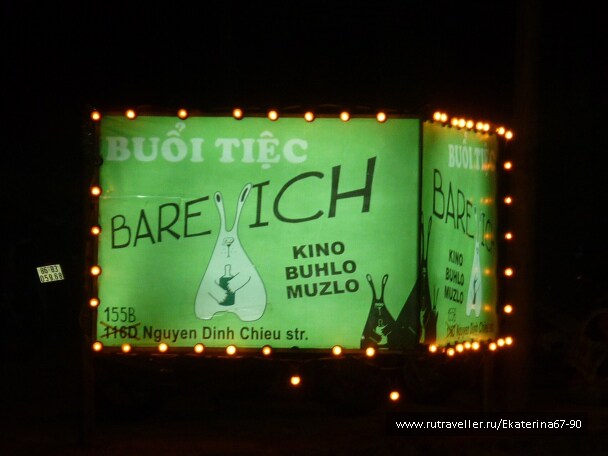 BUỔI TIỆC
BAREVICH
KINO
BUHLO
MUZLO
155B
116D Nguyen Dinh Chieu str.
BUỔI TIỆC
BAREVICH
KINO
BUHLO
MUZLO
www.rutraveller.ru/Ekaterina67-90